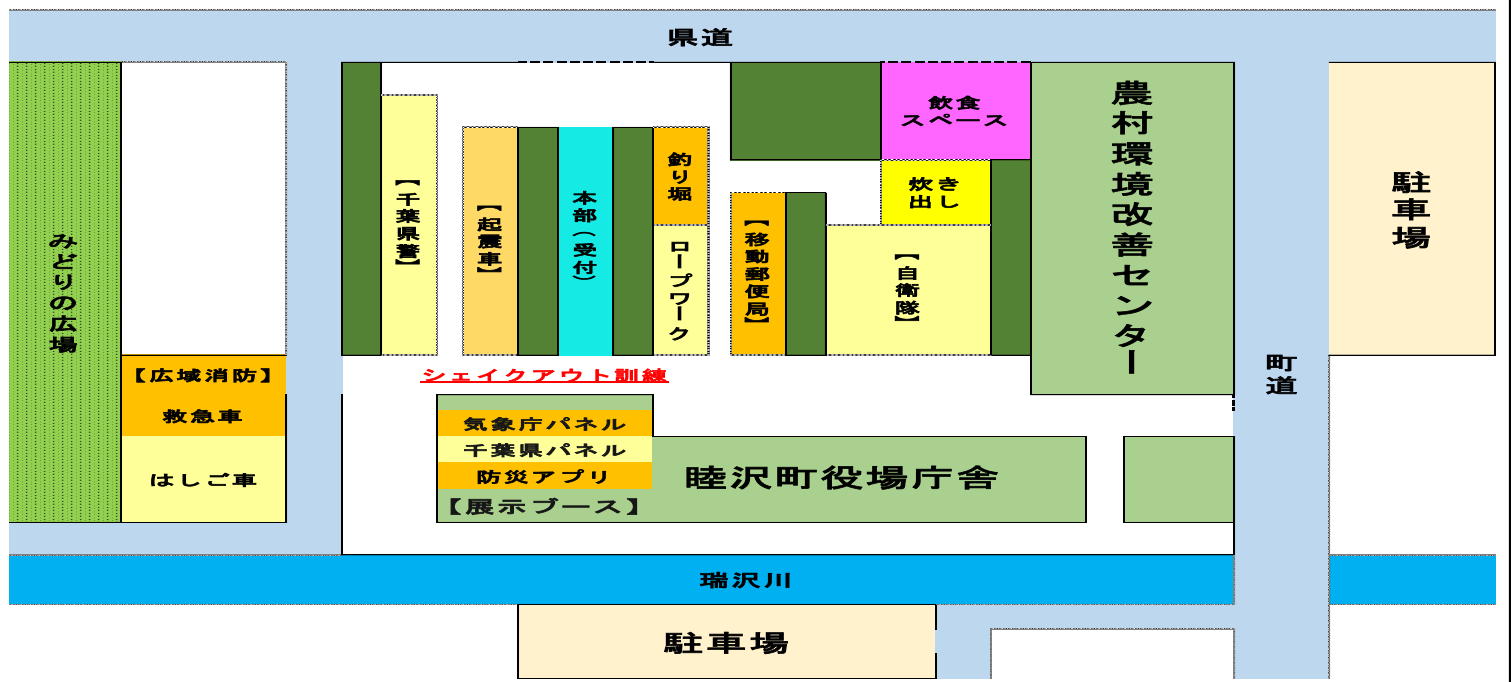 県道
みどりの広場
【広域消防】
救急車
はしご車
【千葉県警】
【起震車】
本部（受付）
釣り堀
ロープワーク
シェイクアウト訓練
【移動郵便局】
飲食
スペース
炊き
出し
【自衛隊】
農村環境改善センター
駐車場
町道
気象庁パネル
千葉県パネル
防災アプリ
【展示ブース】
睦沢町役場庁舎
瑞沢川
駐車場